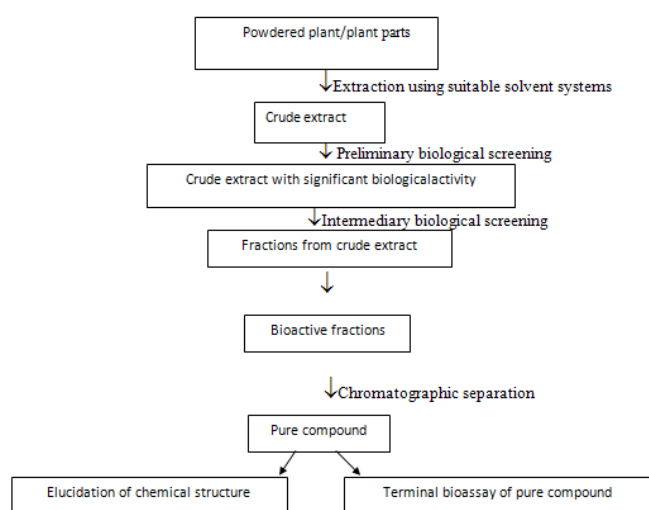 Powdered plant/plant parts
Extraction using suitable solvent systems
Crude extract
Preliminary biological screening
Crude extract with significant biologicalactivity
Intermediary biological screening
Fractions from crude extract
Bioactive fractions
Chromatographic separation
Pure compound
Elucidation of chemical structure
Terminal bioassay of pure compound